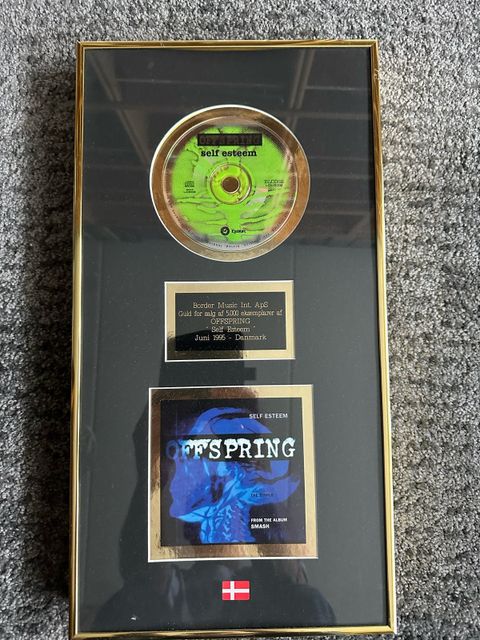 OFFSPRING
self esteem
Epitaph
Border Music Int. ApS
Guld for salg af 5.000 eksemplarer af
OFFSPRING
" Self Esteem "
Juni 1995 - Danmark
SELF ESTEEM
OFFSPRING
FROM THE ALBUM
SMASH